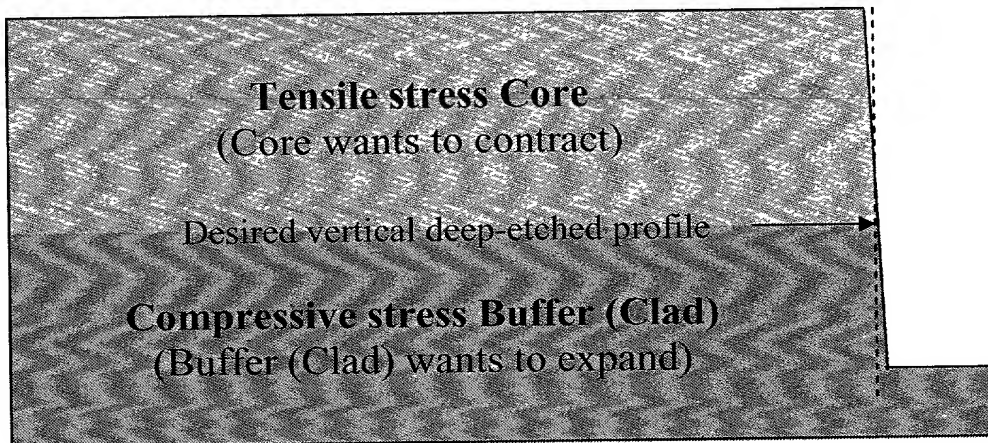 Tensile stress Core
(Core wants to contract)
Desired vertical deep-etched profile
Compressive stress Buffer (Clad)
(Buffer (Clad) wants to expand)